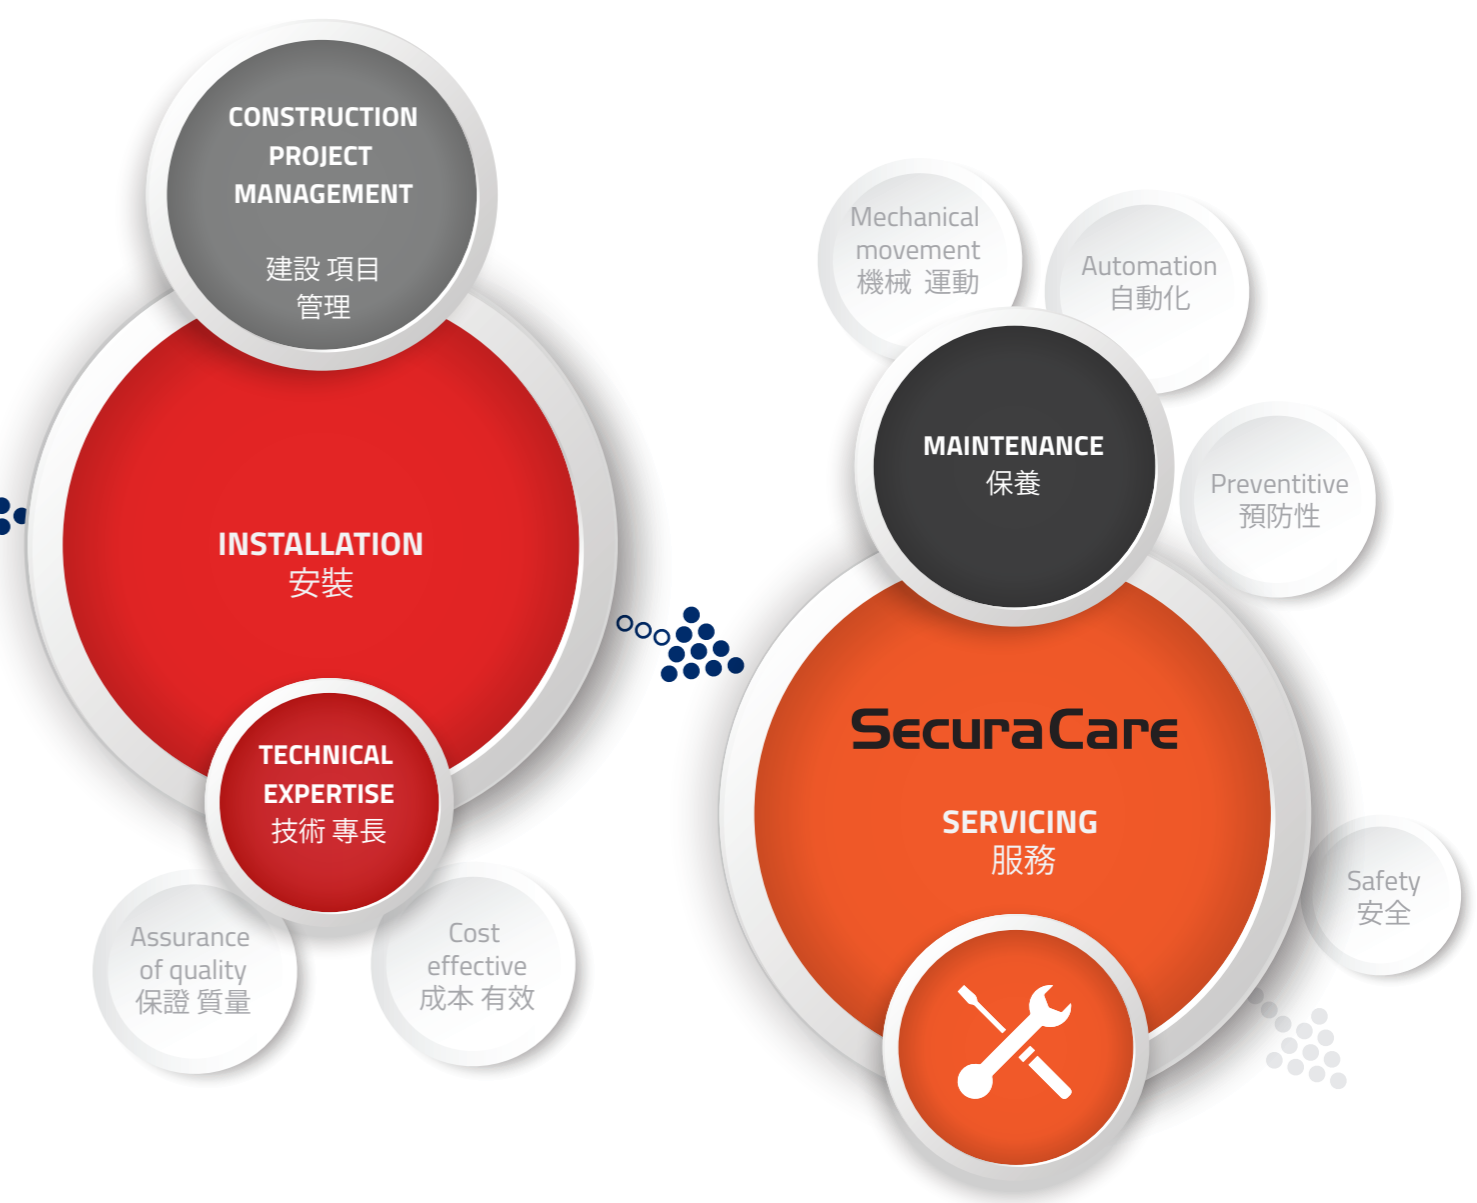 CONSTRUCTION
PROJECT
MANAGEMENT
建設 項目
管理
INSTALLATION
安裝
TECHNICAL
EXPERTISE
技術 專長
Assurance
of quality
保證 質量
Cost
effective
成本 有效
Mechanical
movement
機械 運動
Automation
自動化
MAINTENANCE
保養
Preventitive
預防性
SecuraCare
SERVICING
服務
Safety
安全